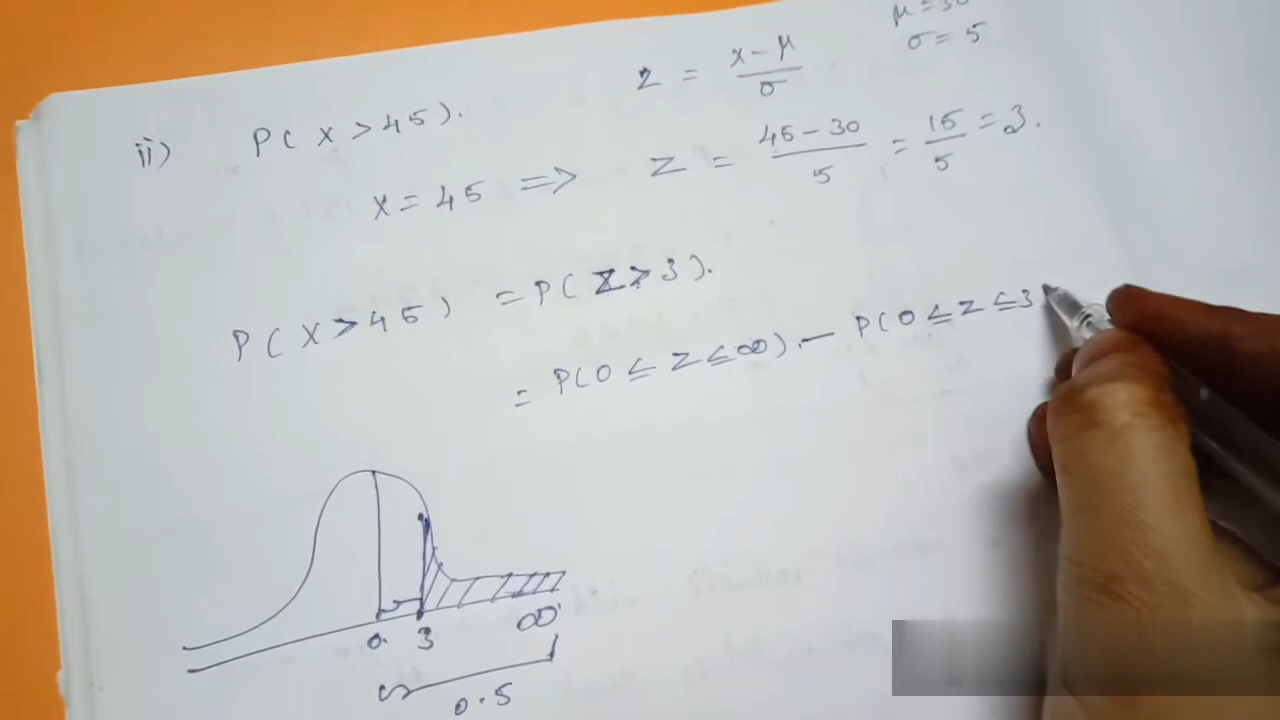 μ = 30
σ = 5
z = x - μ / σ
ii) P( X > 45 ).
x = 45 ⇒ z = 45 - 30 / 5 = 15 / 5 = 3.
P( X > 45 ) = P( Z > 3 ).
= P( 0 ≤ z ≤ ∞ ). - P( 0 ≤ z ≤ 3
0. 3 ∞
0.5